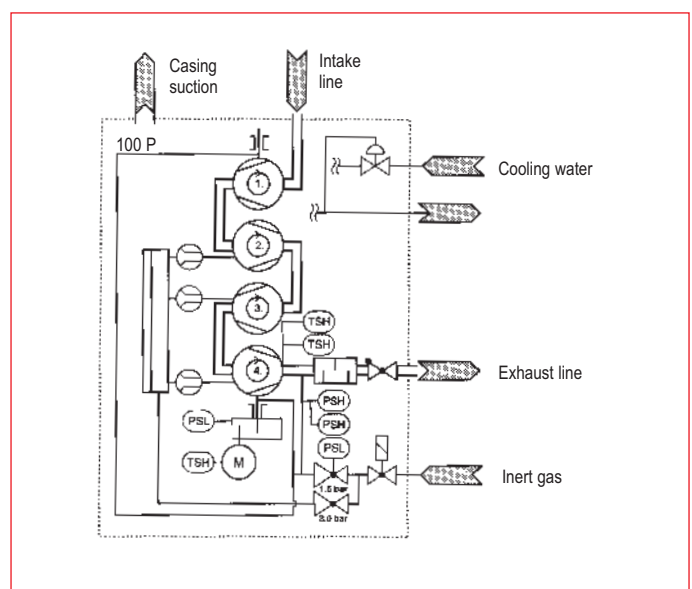 Casing
suction
Intake
line
100 P
1.
Cooling water
2.
3.
TSH
TSH
4.
Exhaust line
PSH
PSL
PSH
PSL
TSH
M
Inert gas
1.5 bar
3.0 bar